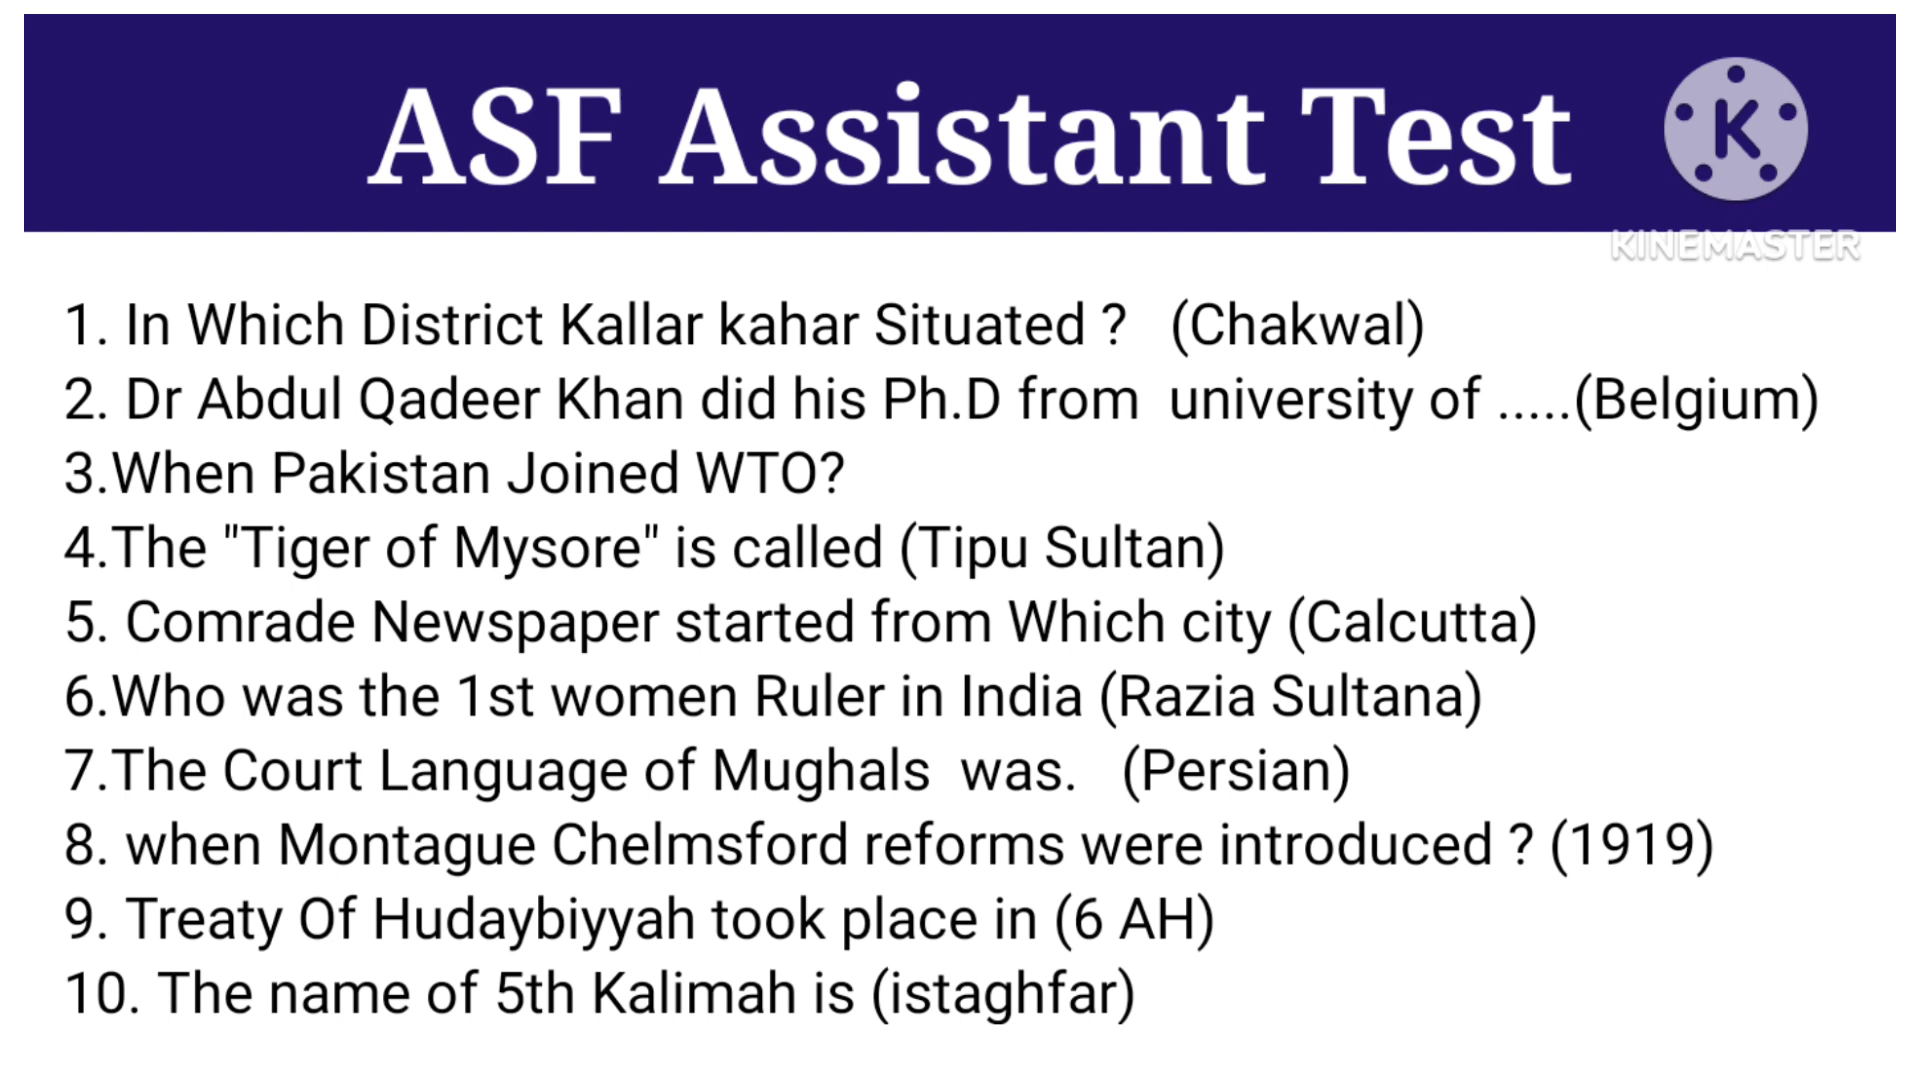 ASF Assistant Test
K
KINEMASTER
1. In Which District Kallar kahar Situated ? (Chakwal)
2. Dr Abdul Qadeer Khan did his Ph.D from university of .....(Belgium)
3.When Pakistan Joined WTO?
4.The "Tiger of Mysore" is called (Tipu Sultan)
5. Comrade Newspaper started from Which city (Calcutta)
6.Who was the 1st women Ruler in India (Razia Sultana)
7.The Court Language of Mughals was. (Persian)
8. when Montague Chelmsford reforms were introduced ? (1919)
9. Treaty Of Hudaybiyyah took place in (6 AH)
10. The name of 5th Kalimah is (istaghfar)